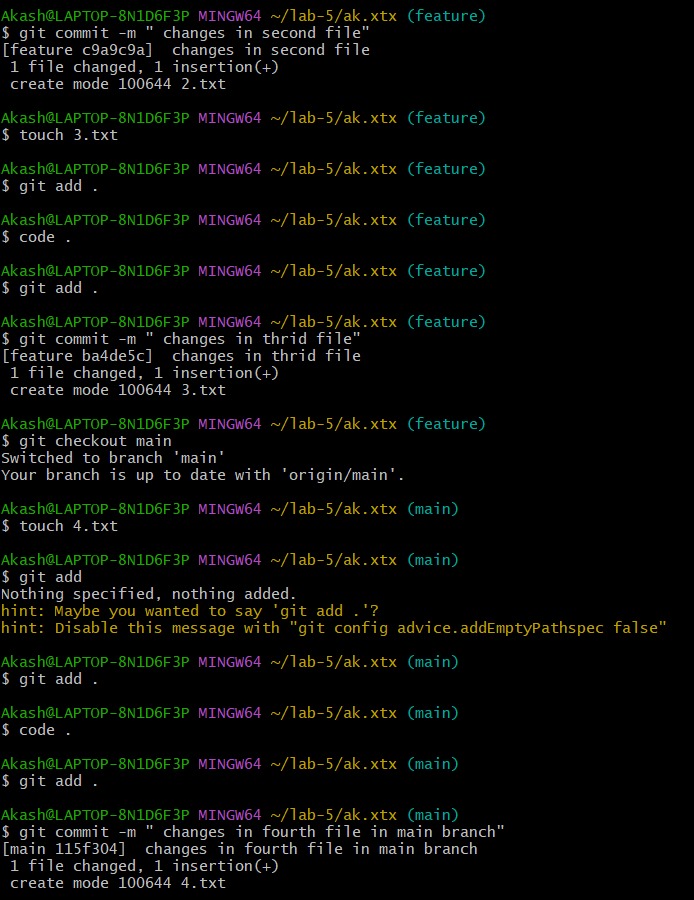 Akash@LAPTOP-8N1D6F3P MINGW64 ~/lab-5/ak.xtx (feature)
$ git commit -m " changes in second file"
[feature c9a9c9a]  changes in second file
 1 file changed, 1 insertion(+)
 create mode 100644 2.txt
Akash@LAPTOP-8N1D6F3P MINGW64 ~/lab-5/ak.xtx (feature)
$ touch 3.txt
Akash@LAPTOP-8N1D6F3P MINGW64 ~/lab-5/ak.xtx (feature)
$ git add .
Akash@LAPTOP-8N1D6F3P MINGW64 ~/lab-5/ak.xtx (feature)
$ code .
Akash@LAPTOP-8N1D6F3P MINGW64 ~/lab-5/ak.xtx (feature)
$ git add .
Akash@LAPTOP-8N1D6F3P MINGW64 ~/lab-5/ak.xtx (feature)
$ git commit -m " changes in thrid file"
[feature ba4de5c]  changes in thrid file
 1 file changed, 1 insertion(+)
 create mode 100644 3.txt
Akash@LAPTOP-8N1D6F3P MINGW64 ~/lab-5/ak.xtx (feature)
$ git checkout main
Switched to branch 'main'
Your branch is up to date with 'origin/main'.
Akash@LAPTOP-8N1D6F3P MINGW64 ~/lab-5/ak.xtx (main)
$ touch 4.txt
Akash@LAPTOP-8N1D6F3P MINGW64 ~/lab-5/ak.xtx (main)
$ git add
Nothing specified, nothing added.
hint: Maybe you wanted to say 'git add .'?
hint: Disable this message with "git config advice.addEmptyPathspec false"
Akash@LAPTOP-8N1D6F3P MINGW64 ~/lab-5/ak.xtx (main)
$ git add .
Akash@LAPTOP-8N1D6F3P MINGW64 ~/lab-5/ak.xtx (main)
$ code .
Akash@LAPTOP-8N1D6F3P MINGW64 ~/lab-5/ak.xtx (main)
$ git add .
Akash@LAPTOP-8N1D6F3P MINGW64 ~/lab-5/ak.xtx (main)
$ git commit -m " changes in fourth file in main branch"
[main 115f304]  changes in fourth file in main branch
 1 file changed, 1 insertion(+)
 create mode 100644 4.txt